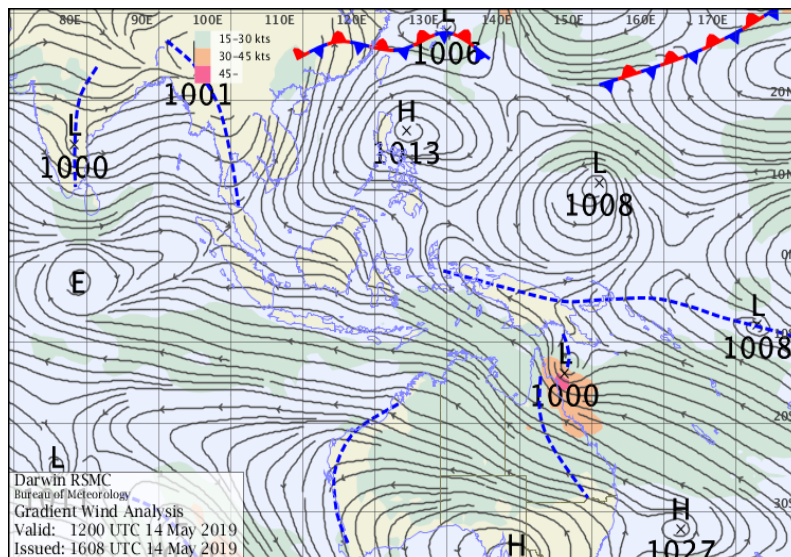 80E 90E 100E 110E 120E 130E 140E 150E 160E 170E
15-30 kts
30-45 kts
45-
L
1006
1001
20N
H
1013
L
1000
10N
L
1008
0N
E
L
1008
L
1000
20S
L
30S
H
1027
H
Darwin RSMC
Bureau of Meteorology
Gradient Wind Analysis
Valid: 1200 UTC 14 May 2019
Issued: 1608 UTC 14 May 2019